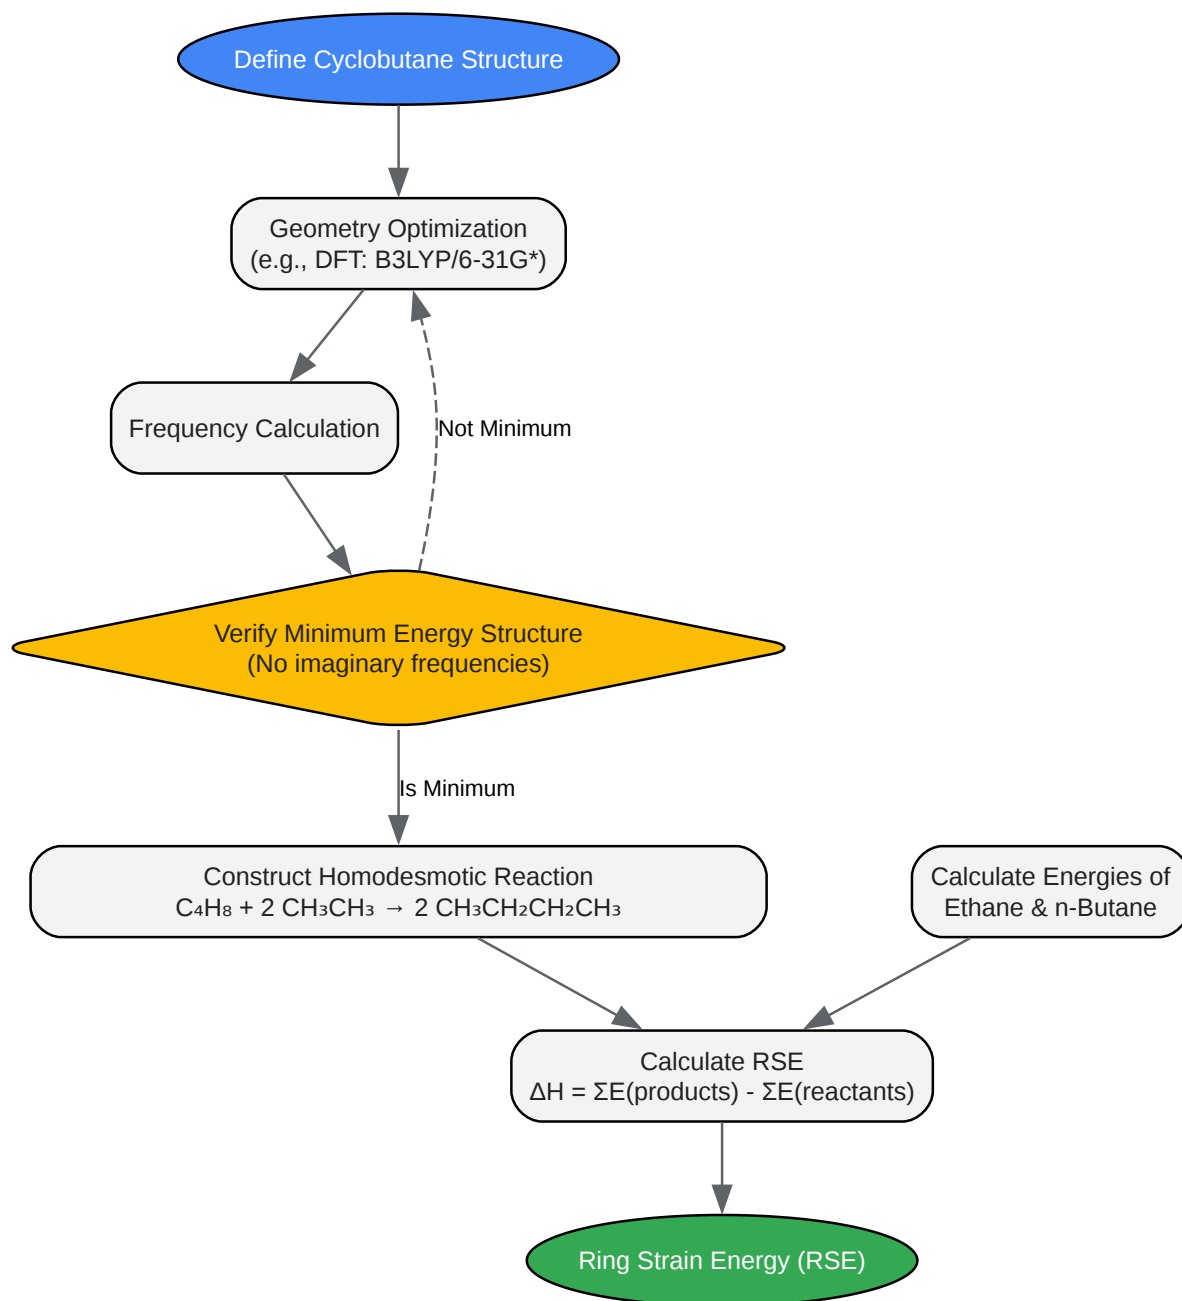 Define Cyclobutane Structure
Geometry Optimization
(e.g., DFT: B3LYP/6-31G*)
Frequency Calculation
Not Minimum
Verify Minimum Energy Structure
(No imaginary frequencies)
Is Minimum
Construct Homodesmotic Reaction
C₄H₈ + 2 CH₃CH₃ → 2 CH₃CH₂CH₂CH₃
Calculate Energies of
Ethane & n-Butane
Calculate RSE
ΔH = ΣE(products) - ΣE(reactants)
Ring Strain Energy (RSE)